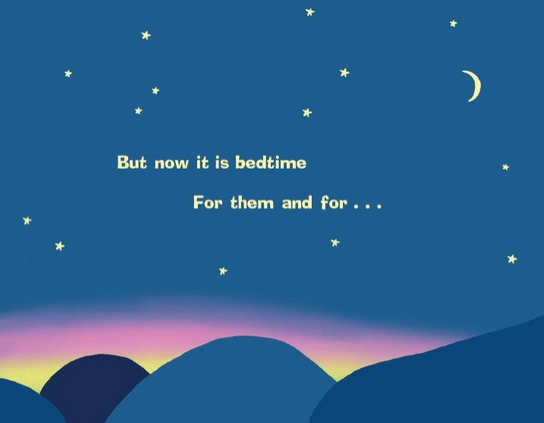 But now it is bedtime
For them and for . . .